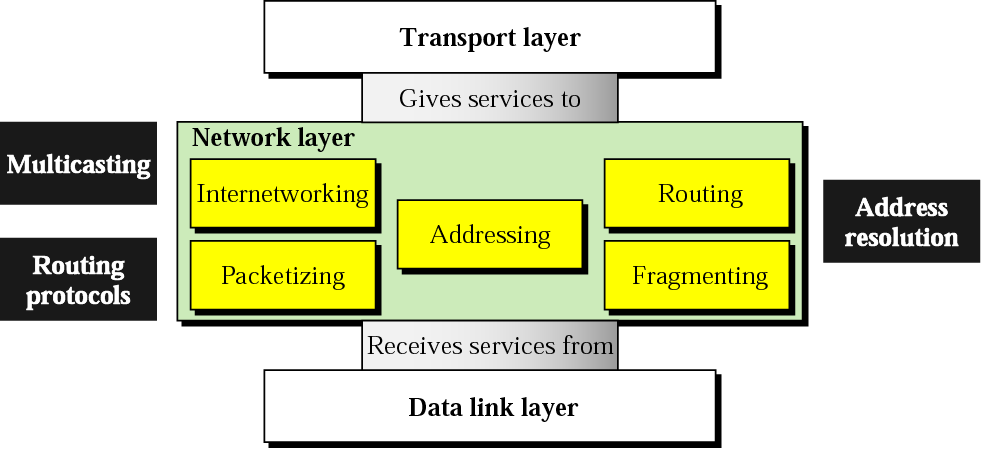 Transport layer
Gives services to
Network layer
Multicasting
Internetworking
Routing
Addressing
Address
resolution
Routing
protocols
Packetizing
Fragmenting
Receives services from
Data link layer